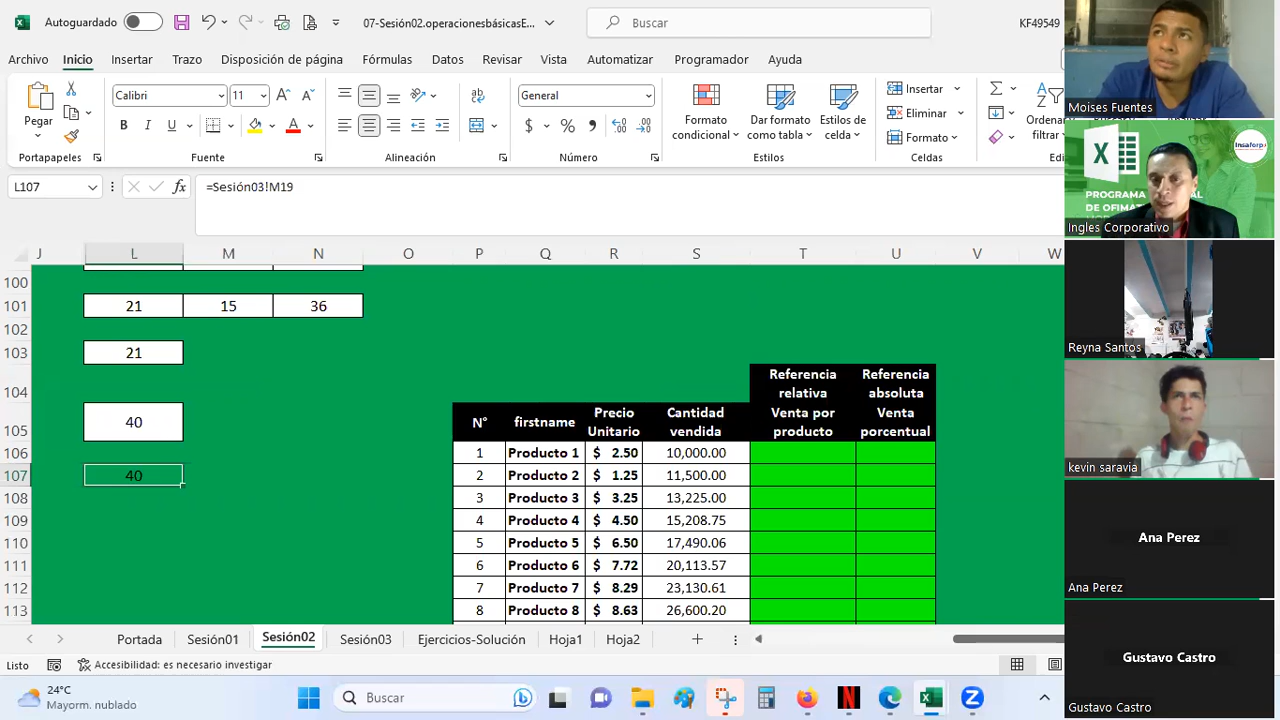 Autoguardado
07-Sesión02.operacionesbásicasE...
Buscar
KF49549
Archivo
Inicio
Insertar
Trazo
Disposición de página
Fórmulas
Datos
Revisar
Vista
Automatizar
Programador
Ayuda
Pegar
Calibri
11
General
N K S
$ % 000
Formato condicional
Dar formato como tabla
Estilos de celda
Insertar
Eliminar
Formato
Ordenar
filtrar
Portapapeles
Fuente
Alineación
Número
Estilos
Celdas
L107
fx
=Sesión03!M19
J L M N O P Q R S T U V W
100
101 21 15 36
102
103 21
104 Referencia relativa Referencia absoluta
105 40 N° firstname Precio Unitario Cantidad vendida Venta por producto Venta porcentual
106 1 Producto 1 $ 2.50 10,000.00
107 40 2 Producto 2 $ 1.25 11,500.00
108 3 Producto 3 $ 3.25 13,225.00
109 4 Producto 4 $ 4.50 15,208.75
110 5 Producto 5 $ 6.50 17,490.06
111 6 Producto 6 $ 7.72 20,113.57
112 7 Producto 7 $ 8.29 23,130.61
113 8 Producto 8 $ 8.63 26,600.20
Portada
Sesión01
Sesión02
Sesión03
Ejercicios-Solución
Hoja1
Hoja2
Listo
Accesibilidad: es necesario investigar
24°C
Mayorm. nublado
Buscar
Moises Fuentes
Insaforp
PROGRAMA
DE OFIMÁT
Ingles Corporativo
Reyna Santos
kevin saravia
Ana Perez
Ana Perez
Gustavo Castro
Gustavo Castro